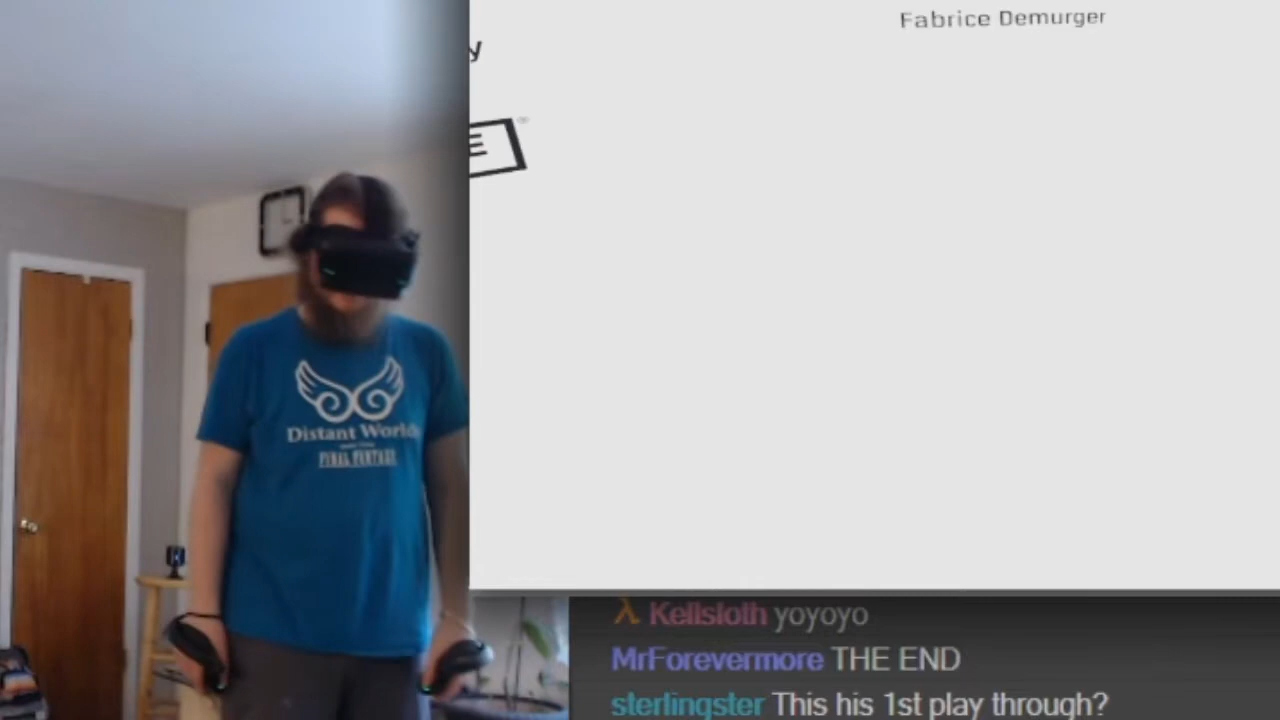 Fabrice Demurger
y
E
Distant Worlds
FINAL FANTASY
Kellsloth yoyoyo
MrForevermore THE END
sterlingster This his 1st play through?